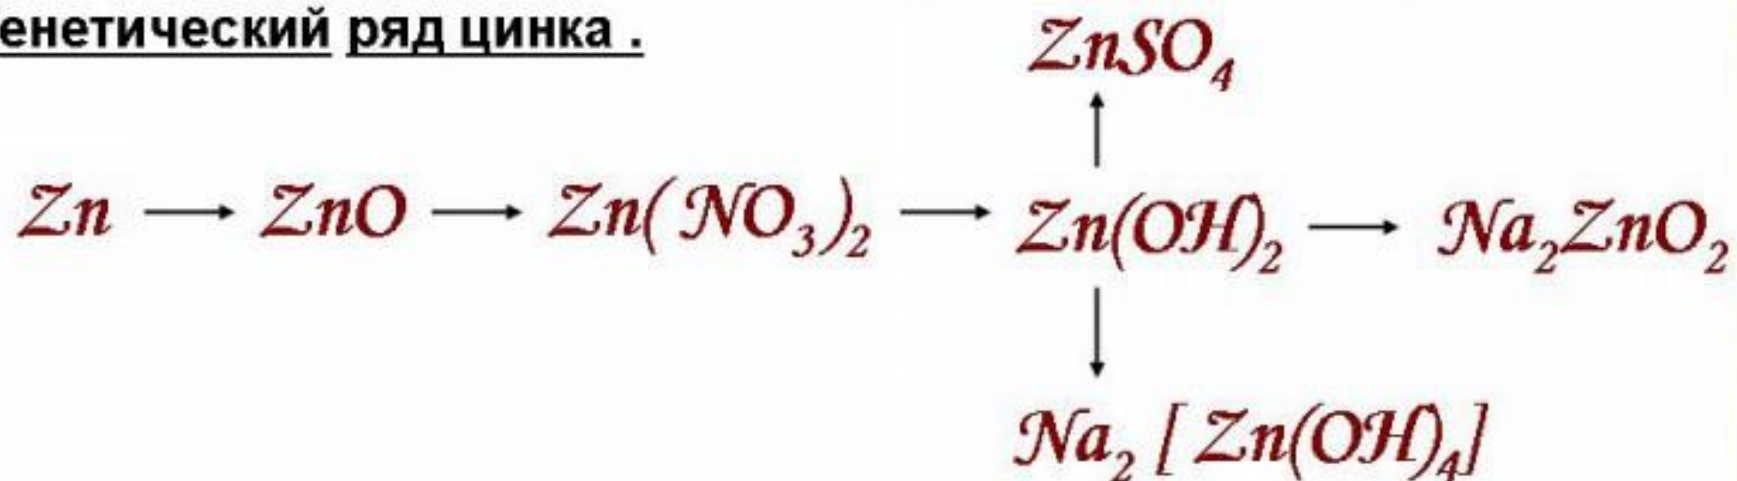 енетический ряд цинка .
ZnSO₄
Zn → ZnO → Zn(NO₃)₂ → Zn(OH)₂ → Na₂ZnO₂
Na₂[Zn(OH)₄]